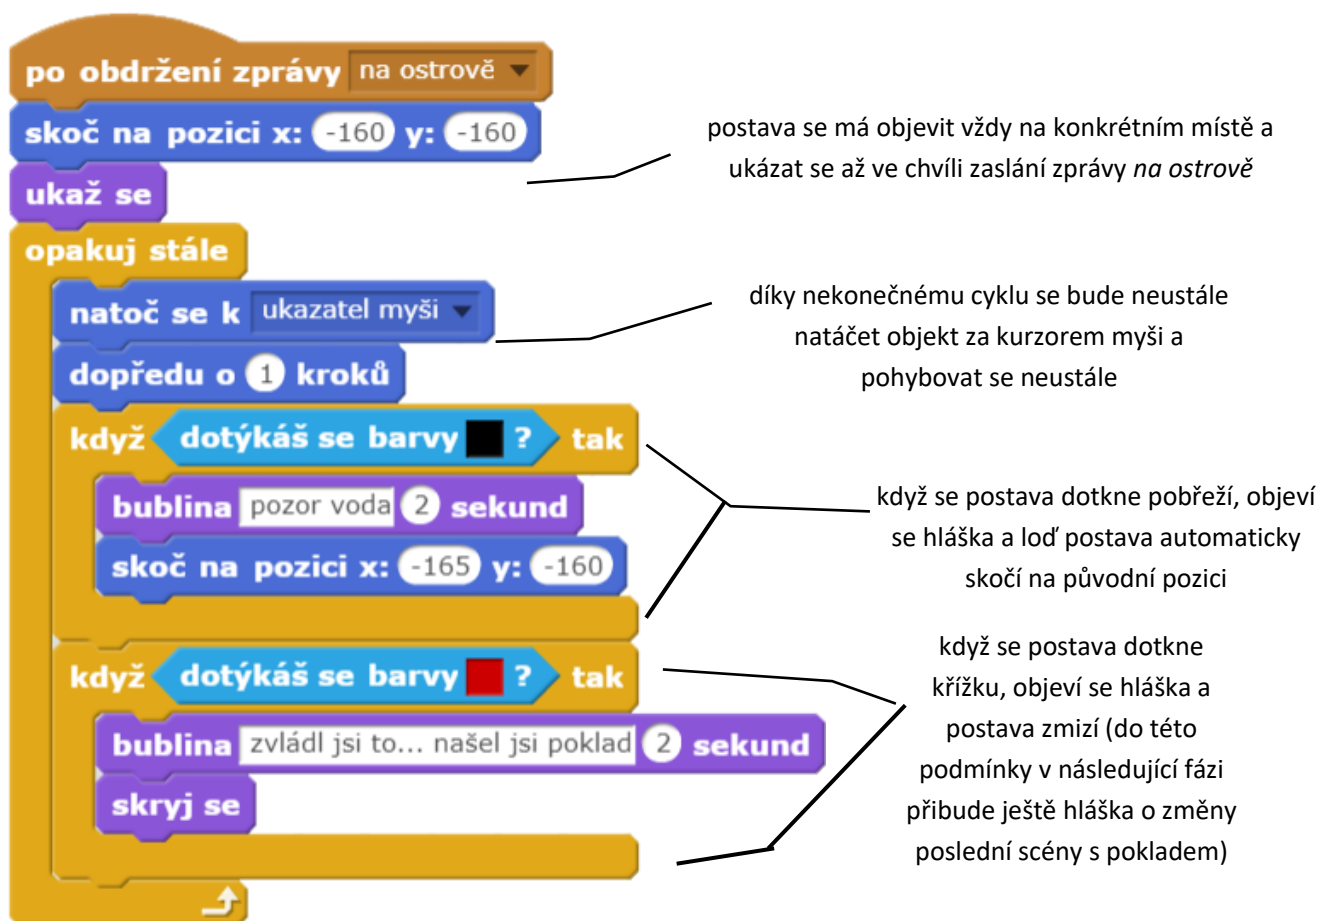 po obdržení zprávy na ostrově
skoč na pozici x: -160 y: -160
ukaž se
opakuj stále
natoč se k ukazatel myši
dopředu o 1 kroků
když dotýkáš se barvy ? tak
bublina pozor voda 2 sekund
skoč na pozici x: -165 y: -160
když dotýkáš se barvy ? tak
bublina zvládl jsi to... našel jsi poklad 2 sekund
skryj se
postava se má objevit vždy na konkrétním místě a
ukázat se až ve chvíli zaslání zprávy na ostrově
díky nekonečnému cyklu se bude neustále
natáčet objekt za kurzorem myši a
pohybovat se neustále
když se postava dotkne pobřeží, objeví
se hláška a loď postava automaticky
skočí na původní pozici
když se postava dotkne
křížku, objeví se hláška a
postava zmizí (do této
podmínky v následující fázi
přibude ještě hláška o změny
poslední scény s pokladem)